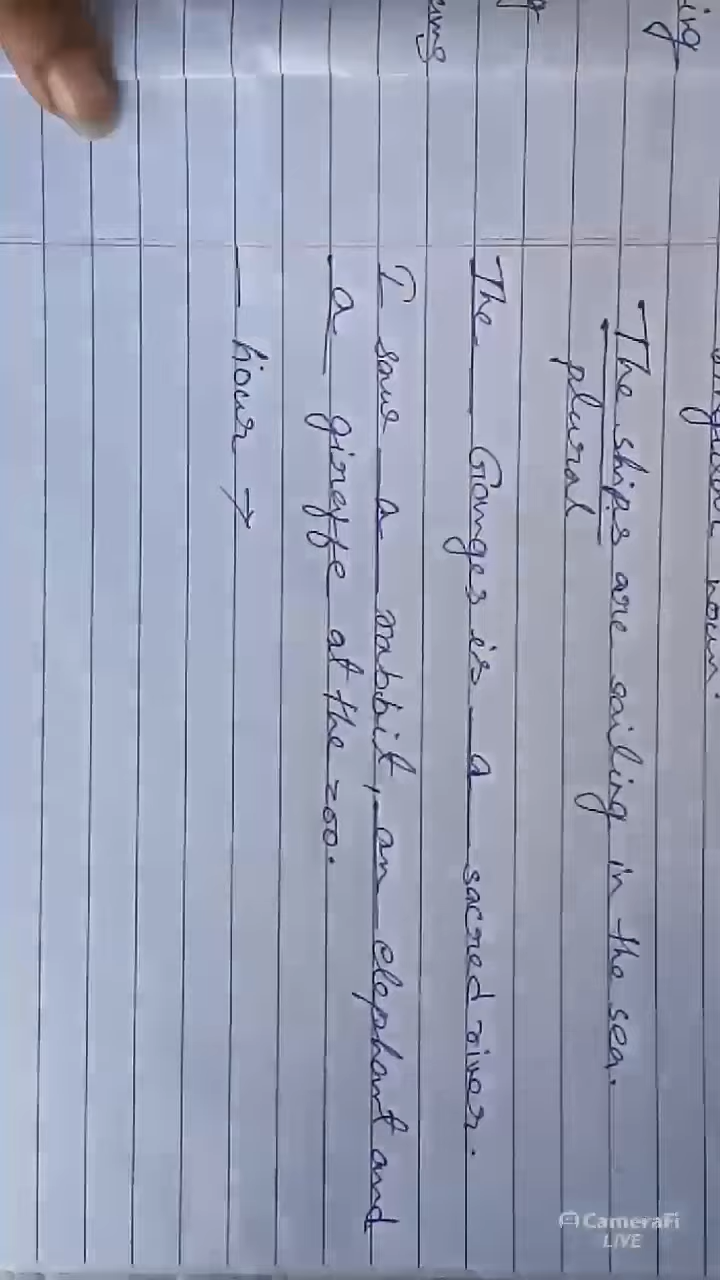 The ships are sailing in the sea.
plural
The Ganges is a sacred river.
I saw a rabbit, an elephant and
a giraffe at the zoo.
_ hour →
CameraFi
LIVE